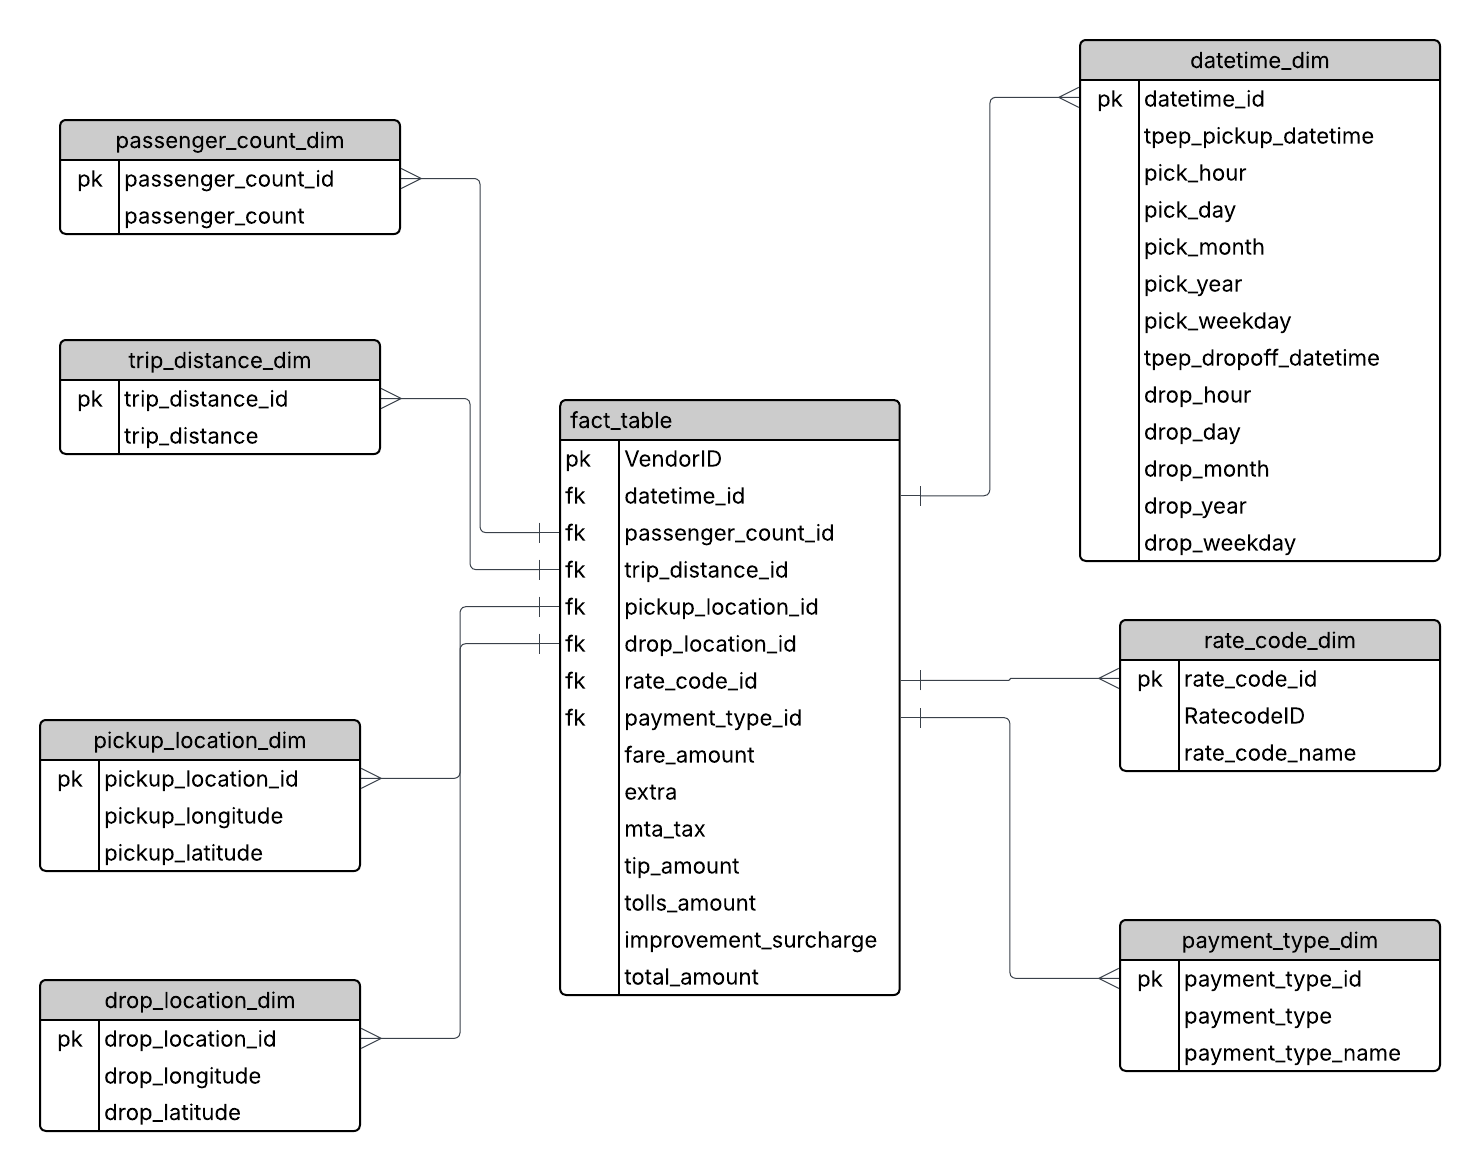 passenger_count_dim
pk passenger_count_id
passenger_count
trip_distance_dim
pk trip_distance_id
trip_distance
pickup_location_dim
pk pickup_location_id
pickup_longitude
pickup_latitude
drop_location_dim
pk drop_location_id
drop_longitude
drop_latitude
fact_table
pk VendorID
fk datetime_id
fk passenger_count_id
fk trip_distance_id
fk pickup_location_id
fk drop_location_id
fk rate_code_id
fk payment_type_id
fare_amount
extra
mta_tax
tip_amount
tolls_amount
improvement_surcharge
total_amount
datetime_dim
pk datetime_id
tpep_pickup_datetime
pick_hour
pick_day
pick_month
pick_year
pick_weekday
tpep_dropoff_datetime
drop_hour
drop_day
drop_month
drop_year
drop_weekday
rate_code_dim
pk rate_code_id
RatecodeID
rate_code_name
payment_type_dim
pk payment_type_id
payment_type
payment_type_name